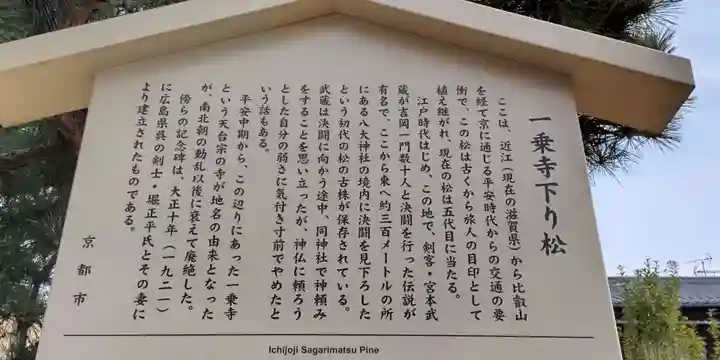 一乗寺下り松
ここは、近江（現在の滋賀県）から比叡山
を経て京に通じる平安時代からの交通の要
衝で、この松は古くから旅人の目印として
植え継がれ、現在の松は五代目に当たる。
江戸時代はじめ、この地で、剣客・宮本武
蔵が吉岡一門数十人と決闘を行った伝説が
有名で、ここから東へ約三百メートルの所
にある八大神社の境内に決闘を見下ろした
という初代の松の古株が保存されている。
武蔵は決闘に向かう途中、同神社で神頼み
をすることを思い立ったが、神仏に頼ろう
とした自分の弱さに気付き寸前でやめたと
いう話もある。
平安中期から、この辺りにあった一乗寺
という天台宗の寺が地名の由来となった
が、南北朝の動乱以後に衰えて廃絶した。
傍らの記念碑は、大正十年（一九二一）
に広島県呉の剣士・堀正平氏とその妻に
より建立されたものである。
京都市
Ichijoji Sagarimatsu Pine